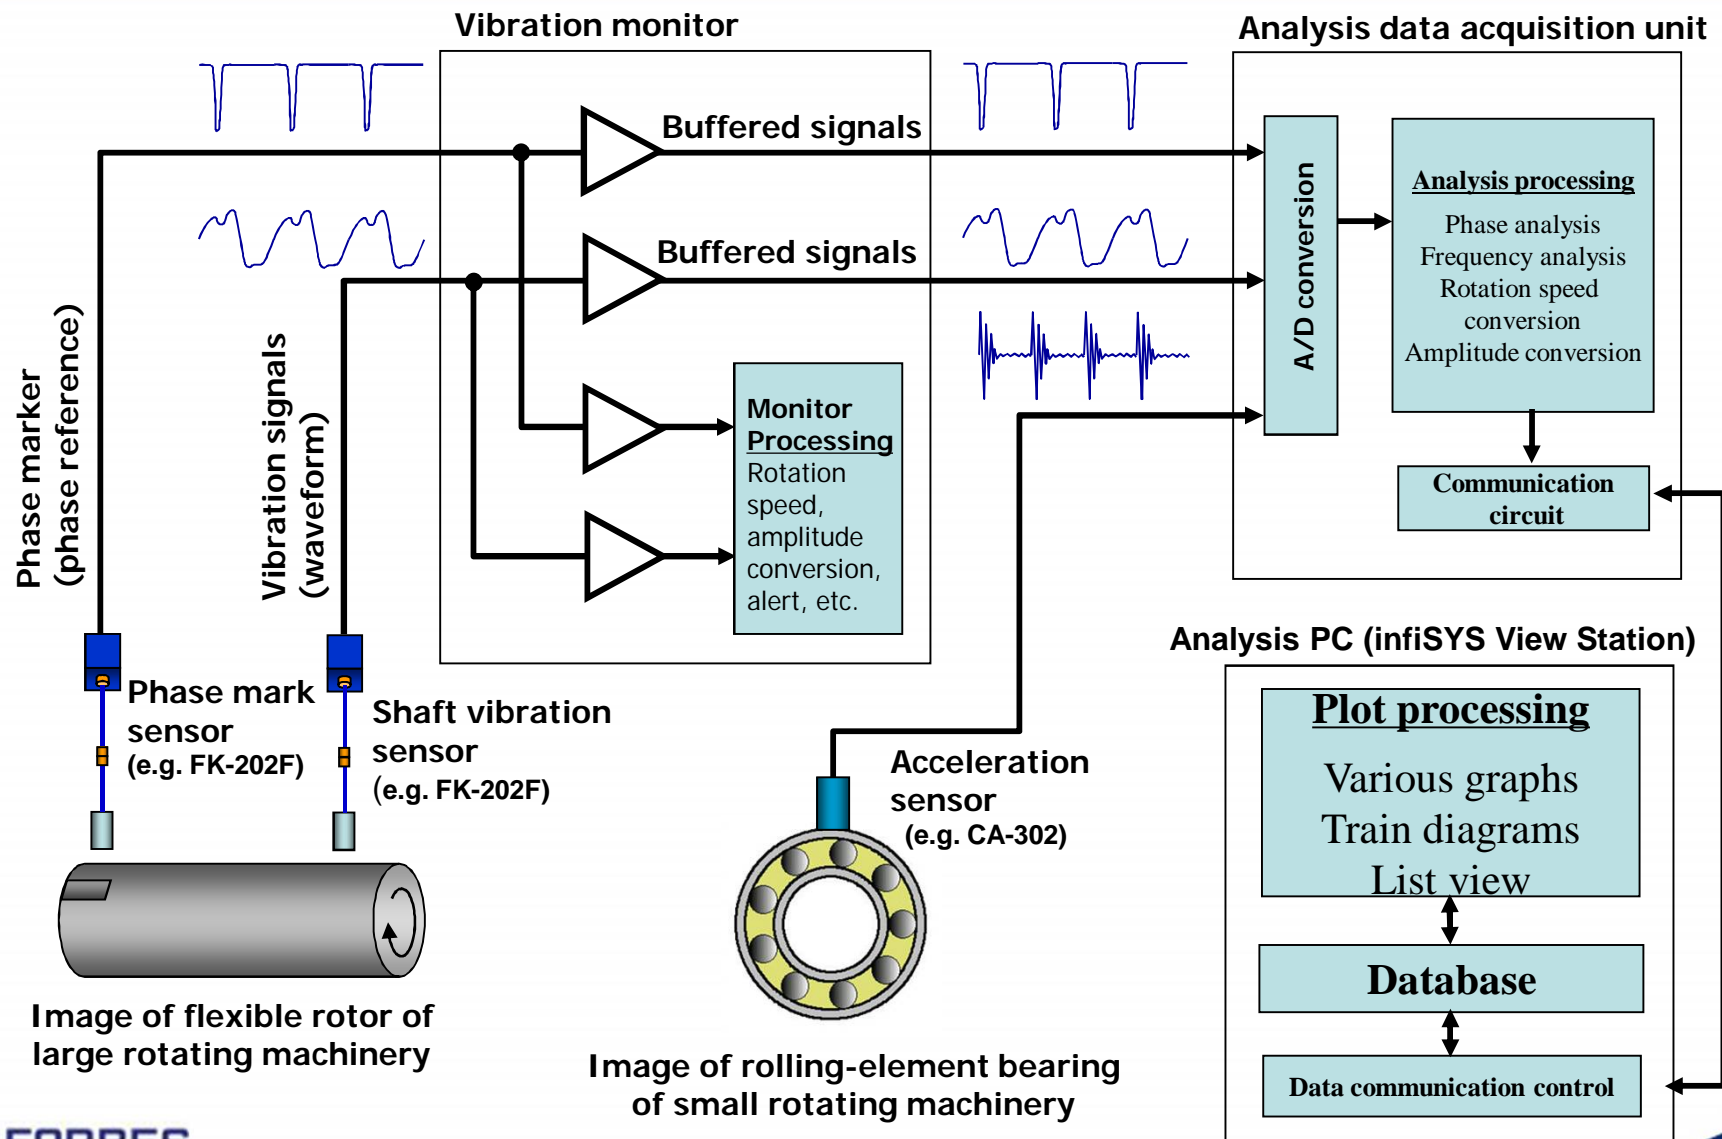 Vibration monitor
Analysis data acquisition unit
Buffered signals
Buffered signals
Phase marker
(phase reference)
Vibration signals
(waveform)
Monitor
Processing
Rotation
speed,
amplitude
conversion,
alert, etc.
A/D conversion
Analysis processing
Phase analysis
Frequency analysis
Rotation speed
conversion
Amplitude conversion
Communication
circuit
Phase mark
sensor
(e.g. FK-202F)
Shaft vibration
sensor
(e.g. FK-202F)
Acceleration
sensor
(e.g. CA-302)
Image of flexible rotor of
large rotating machinery
Image of rolling-element bearing
of small rotating machinery
Analysis PC (infiSYS View Station)
Plot processing
Various graphs
Train diagrams
List view
Database
Data communication control